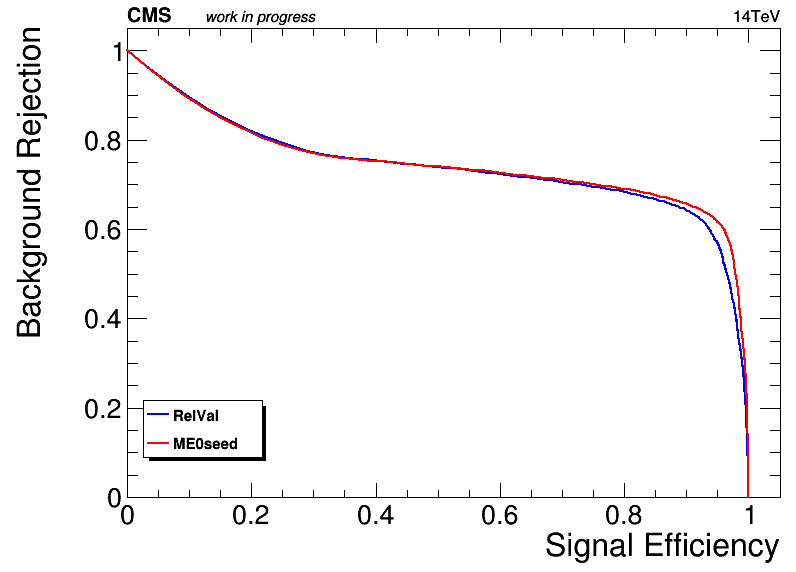 CMS work in progress 14TeV
Background Rejection
1
0.8
0.6
0.4
0.2
0
RelVal
ME0seed
0 0.2 0.4 0.6 0.8 1
Signal Efficiency